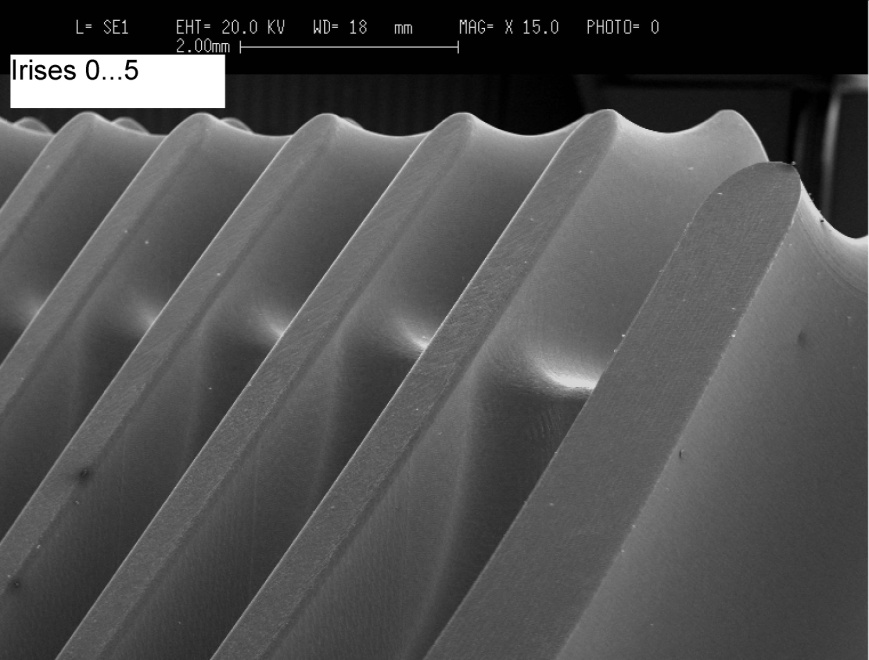 L= SE1 EHT= 20.0 KV WD= 18 mm MAG= X 15.0 PHOTO= 0
2.00mm
Irises 0...5